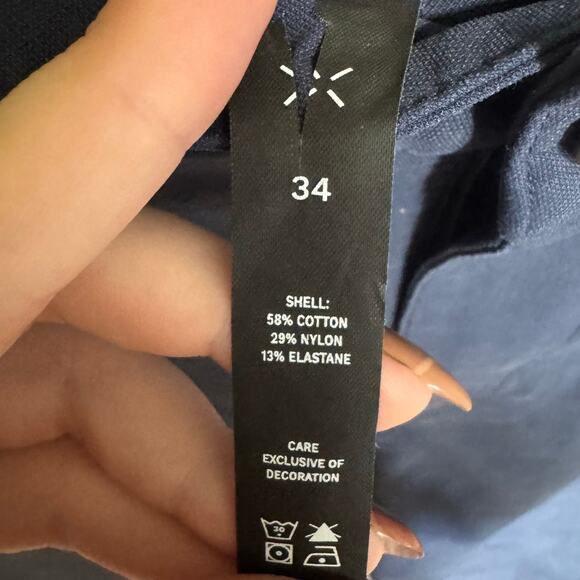 34
SHELL:
58% COTTON
29% NYLON
13% ELASTANE
CARE
EXCLUSIVE OF
DECORATION
30